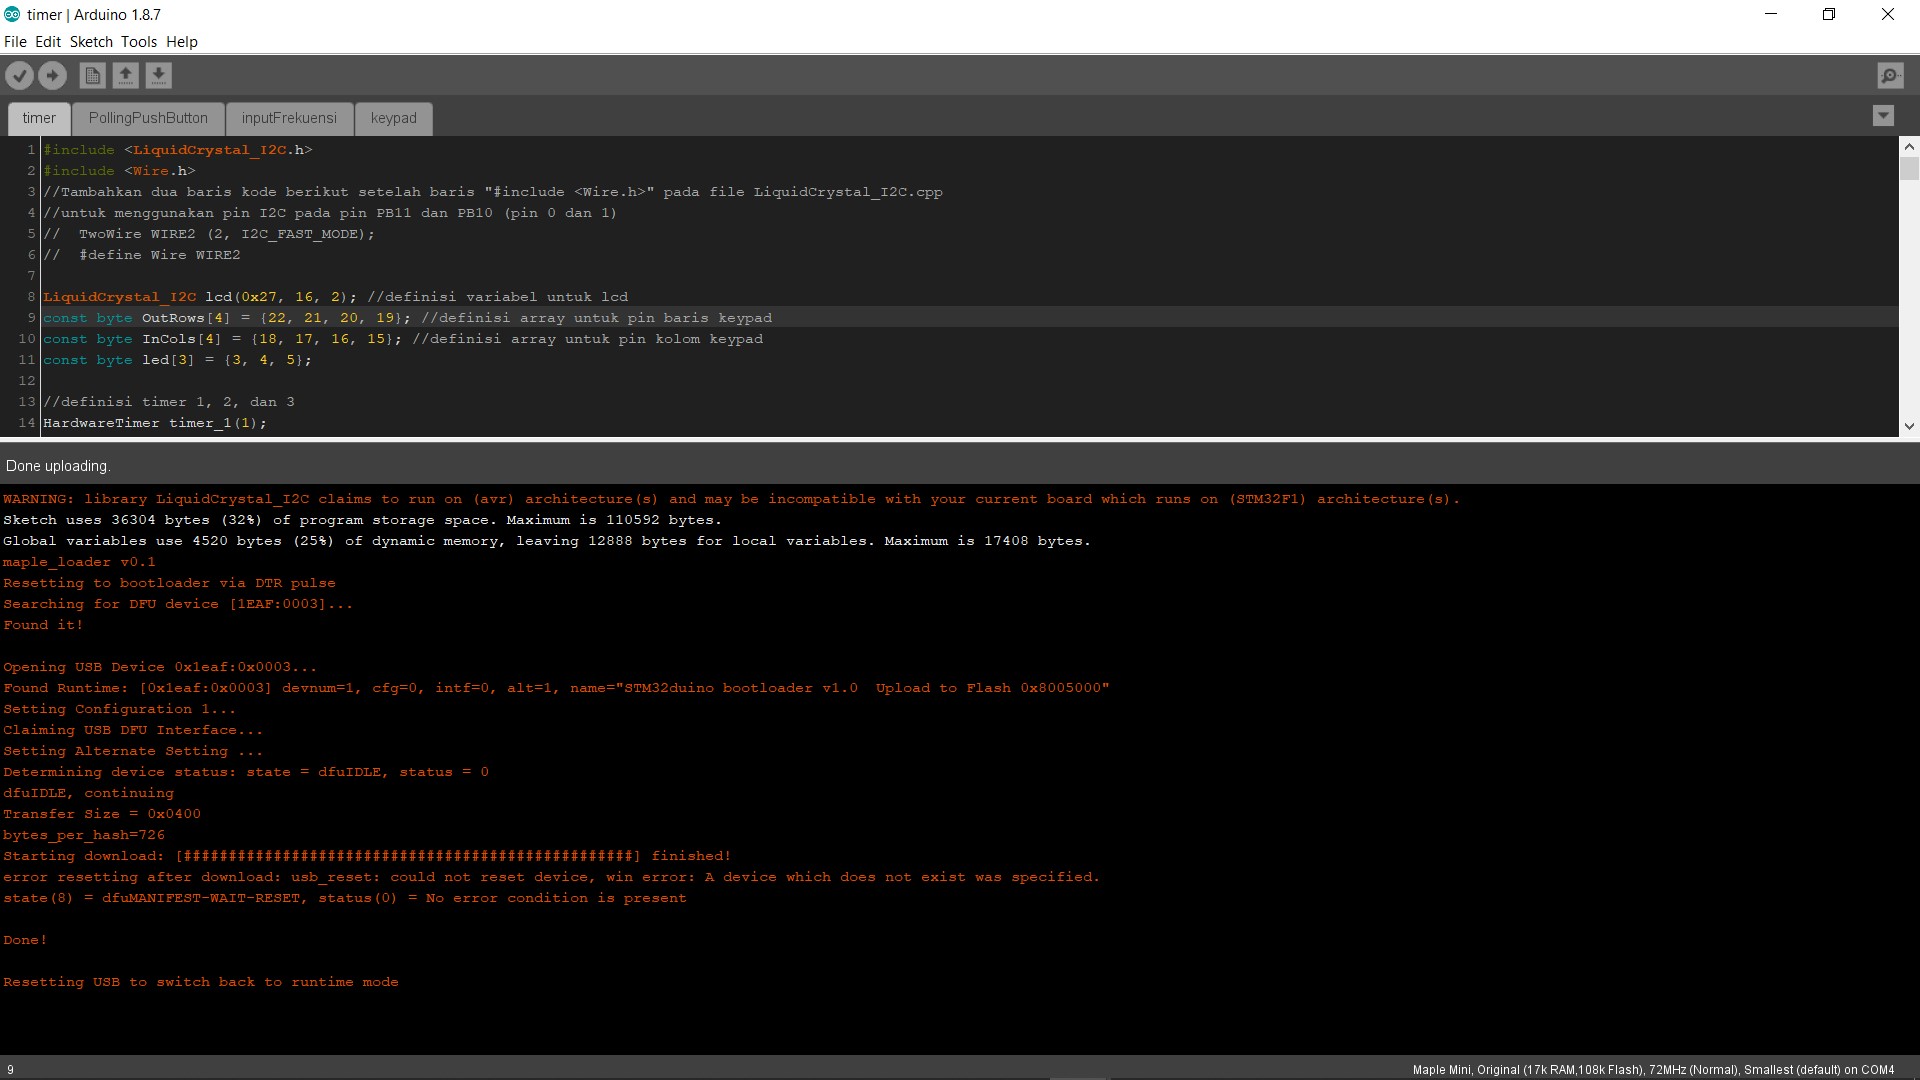 timer | Arduino 1.8.7
File Edit Sketch Tools Help
timer PollingPushButton inputFrekuensi keypad
1 #include <LiquidCrystal_I2C.h>
2 #include <Wire.h>
3 //Tambahkan dua baris kode berikut setelah baris "#include <Wire.h>" pada file LiquidCrystal_I2C.cpp
4 //untuk menggunakan pin I2C pada pin PB11 dan PB10 (pin 0 dan 1)
5 //  TwoWire WIRE2 (2, I2C_FAST_MODE);
6 //  #define Wire WIRE2
7
8 LiquidCrystal_I2C lcd(0x27, 16, 2); //definisi variabel untuk lcd
9 const byte OutRows[4] = {22, 21, 20, 19}; //definisi array untuk pin baris keypad
10 const byte InCols[4] = {18, 17, 16, 15}; //definisi array untuk pin kolom keypad
11 const byte led[3] = {3, 4, 5};
12
13 //definisi timer 1, 2, dan 3
14 HardwareTimer timer_1(1);
Done uploading.
WARNING: library LiquidCrystal_I2C claims to run on (avr) architecture(s) and may be incompatible with your current board which runs on (STM32F1) architecture(s).
Sketch uses 36304 bytes (32%) of program storage space. Maximum is 110592 bytes.
Global variables use 4520 bytes (25%) of dynamic memory, leaving 12888 bytes for local variables. Maximum is 17408 bytes.
maple_loader v0.1
Resetting to bootloader via DTR pulse
Searching for DFU device [1EAF:0003]...
Found it!
Opening USB Device 0x1eaf:0x0003...
Found Runtime: [0x1eaf:0x0003] devnum=1, cfg=0, intf=0, alt=1, name="STM32duino bootloader v1.0  Upload to Flash 0x8005000"
Setting Configuration 1...
Claiming USB DFU Interface...
Setting Alternate Setting ...
Determining device status: state = dfuIDLE, status = 0
dfuIDLE, continuing
Transfer Size = 0x0400
bytes_per_hash=726
Starting download: [##################################################] finished!
error resetting after download: usb_reset: could not reset device, win error: A device which does not exist was specified.
state(8) = dfuMANIFEST-WAIT-RESET, status(0) = No error condition is present
Done!
Resetting USB to switch back to runtime mode
9 Maple Mini, Original (17k RAM,108k Flash), 72MHz (Normal), Smallest (default) on COM4